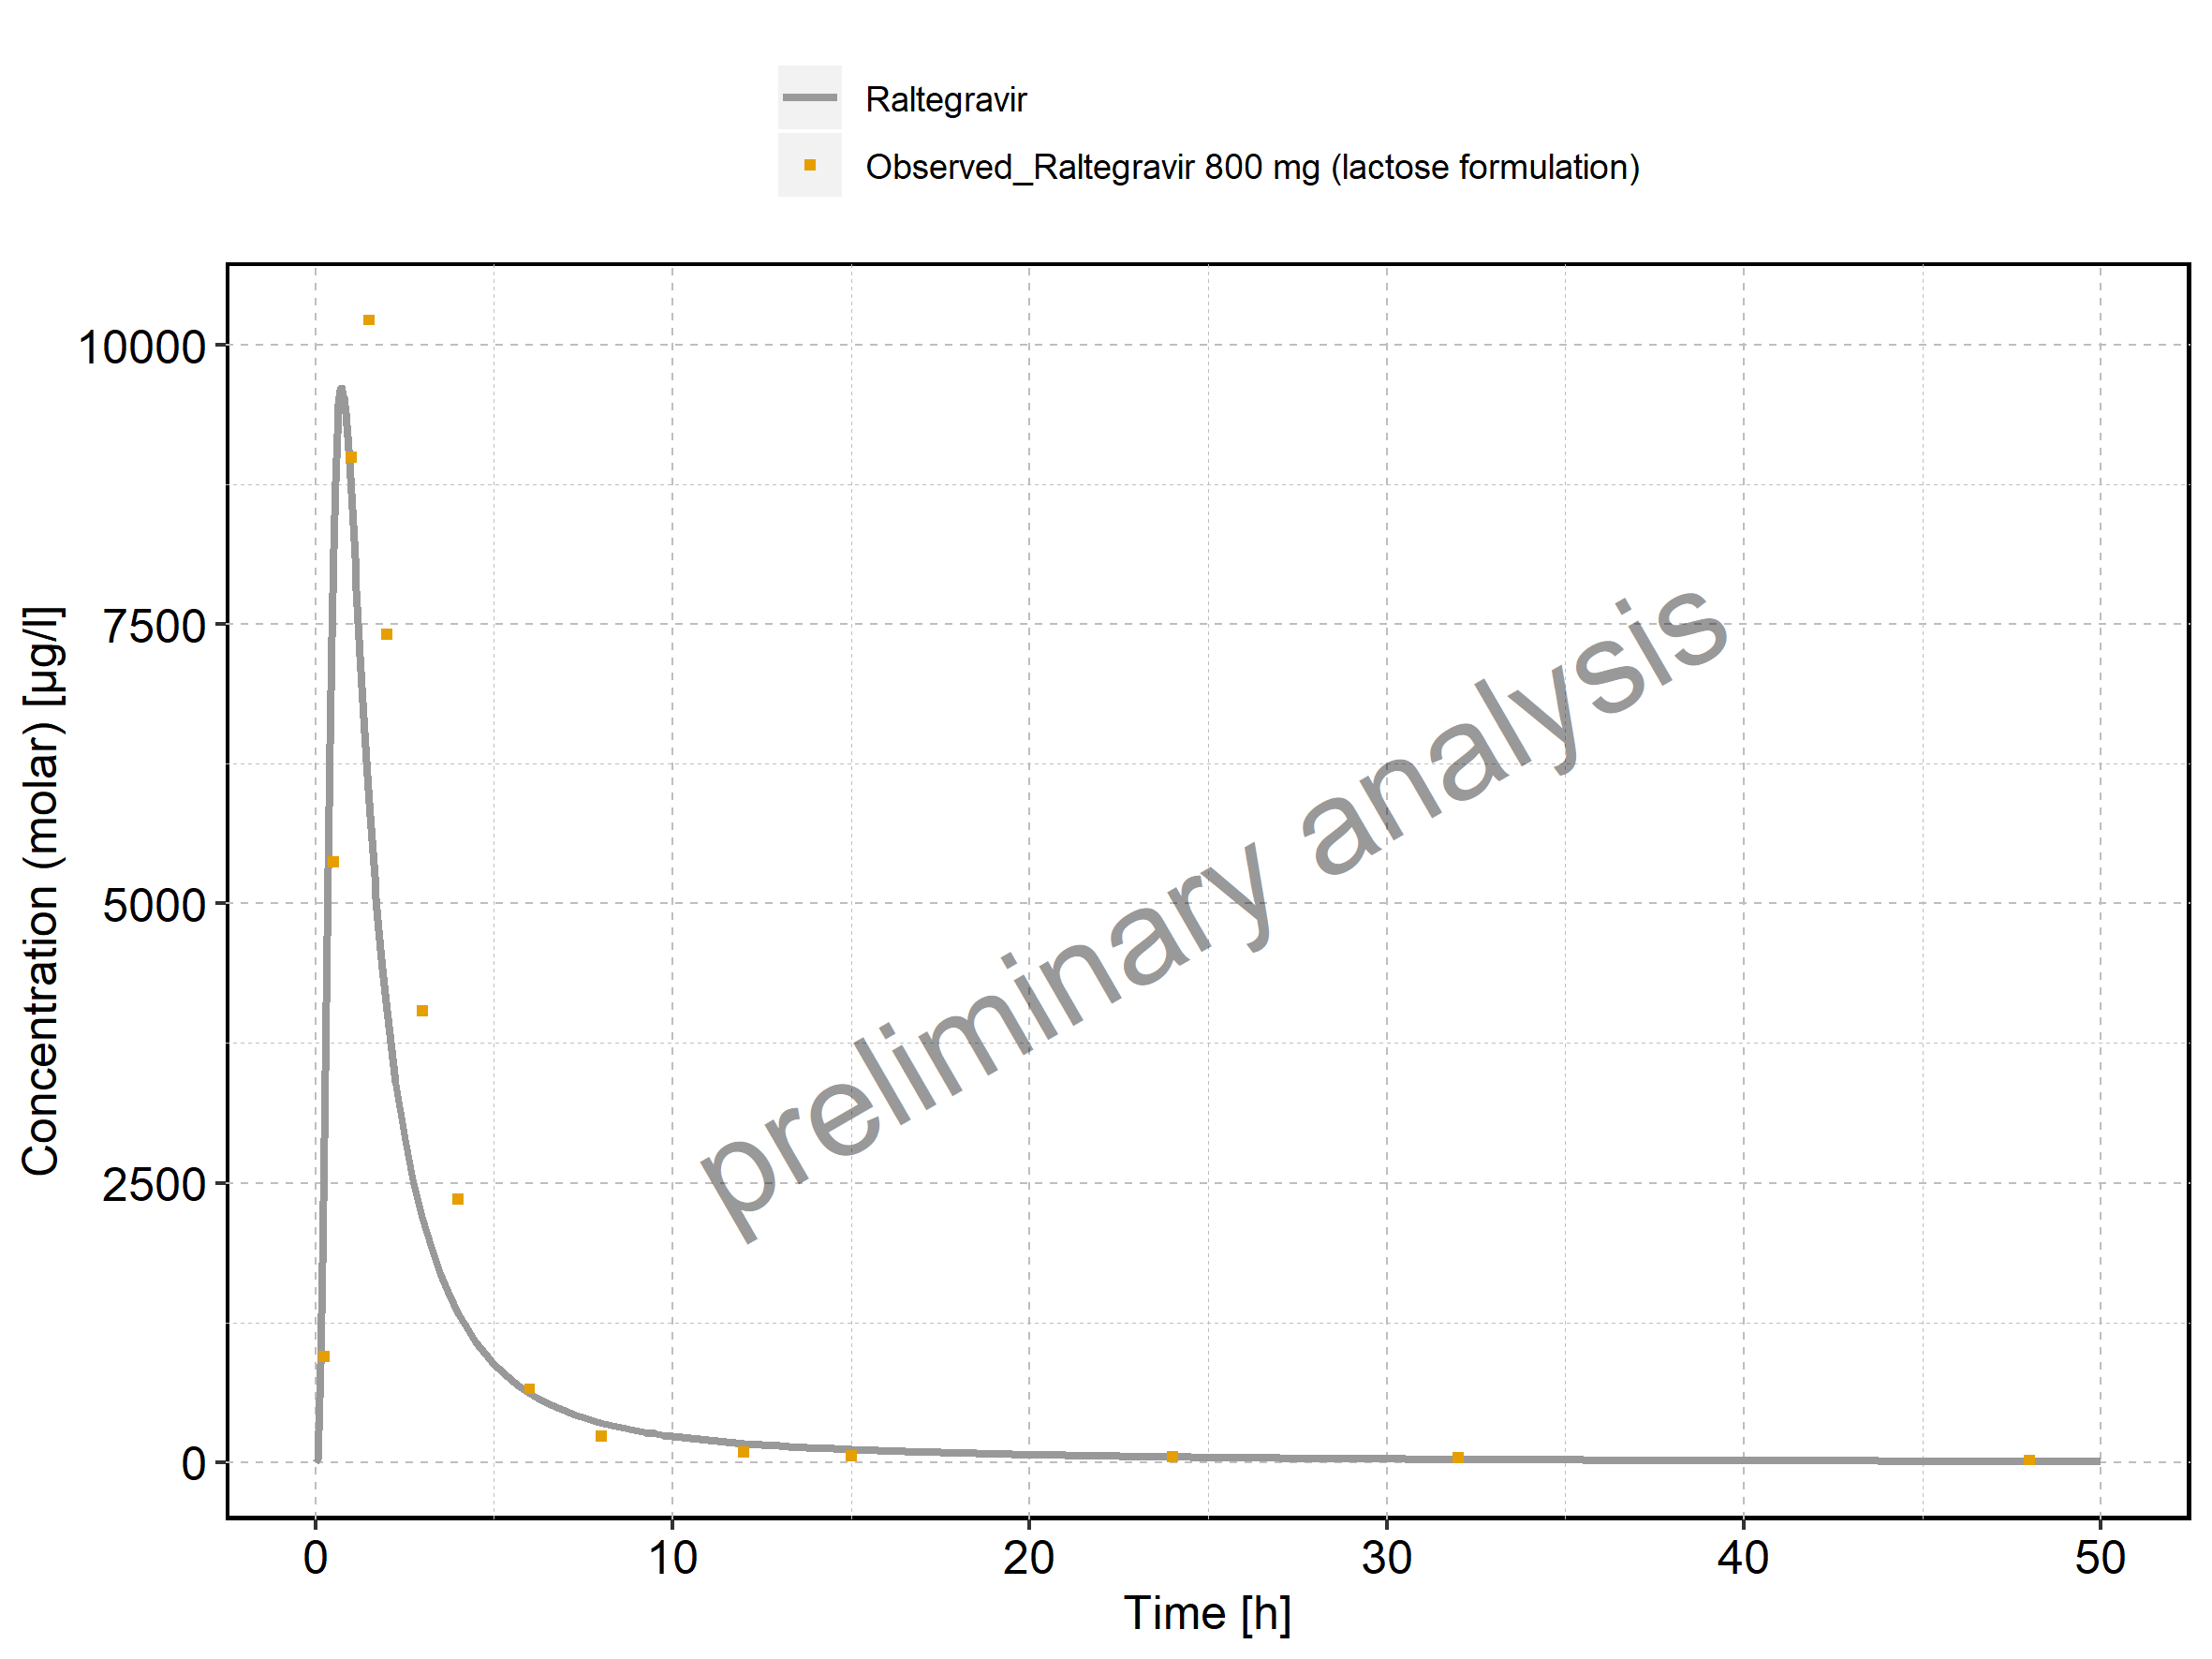 Raltegravir
Observed_Raltegravir 800 mg (lactose formulation)
10000
7500
5000
2500
0
Concentration (molar) [µg/l]
preliminary analysis
0 10 20 30 40 50
Time [h]